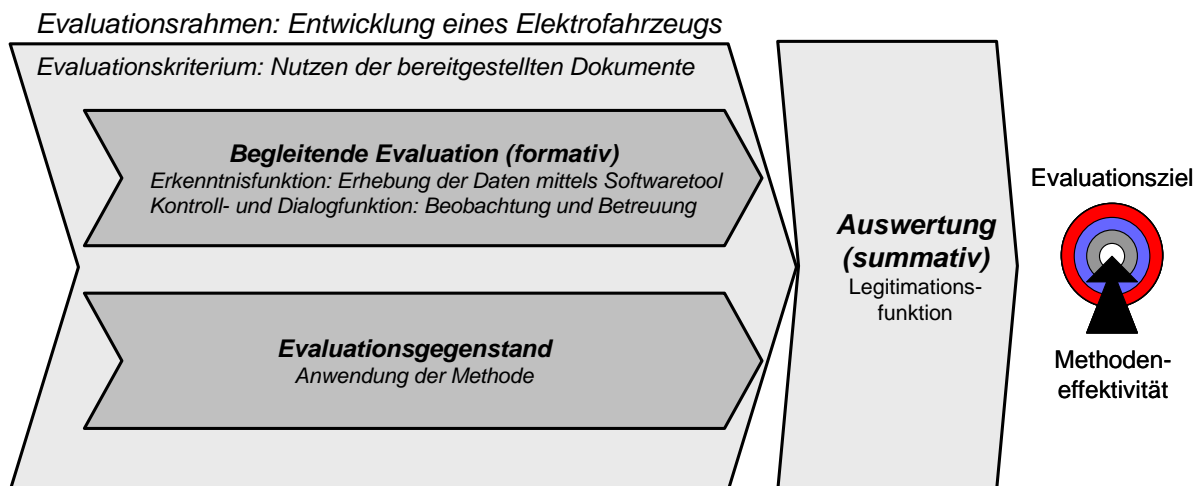 Evaluationsrahmen: Entwicklung eines Elektrofahrzeugs
Evaluationskriterium: Nutzen der bereitgestellten Dokumente
Begleitende Evaluation (formativ)
Erkenntnisfunktion: Erhebung der Daten mittels Softwaretool
Kontroll- und Dialogfunktion: Beobachtung und Betreuung
Evaluationsgegenstand
Anwendung der Methode
Auswertung
(summativ)
Legitimations-
funktion
Evaluationsziel
Methoden-
effektivität